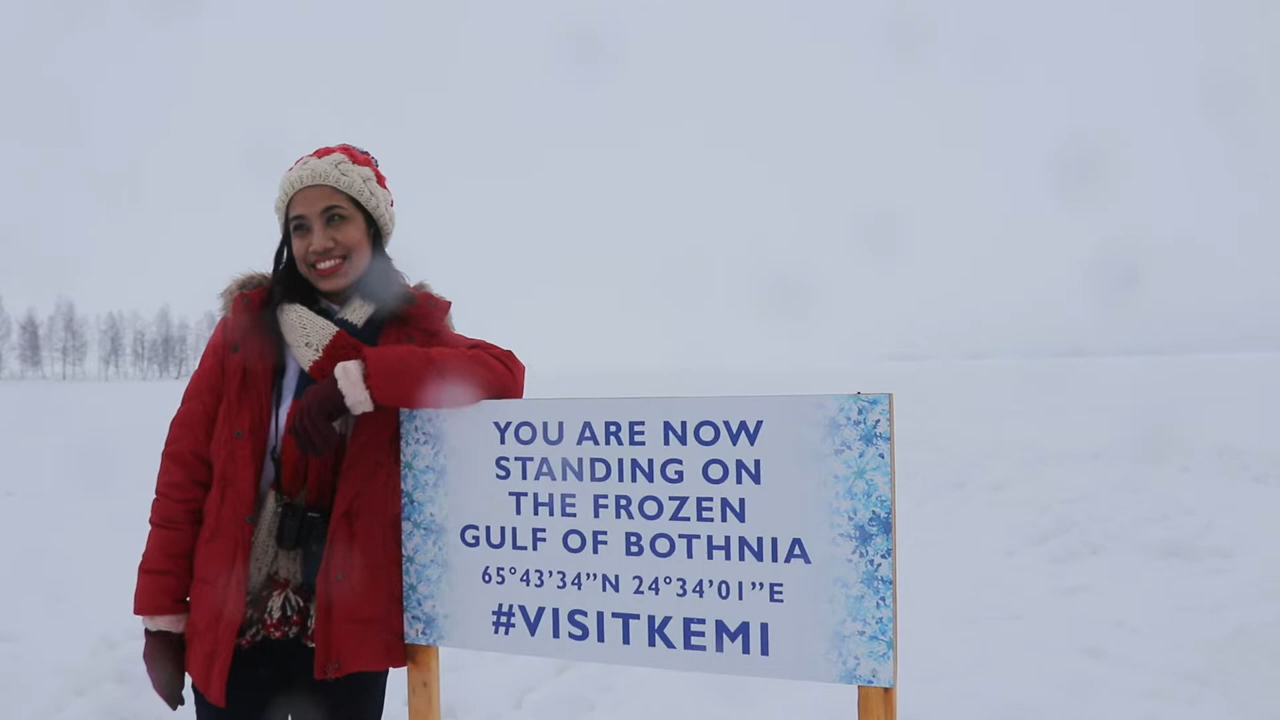 YOU ARE NOW
STANDING ON
THE FROZEN
GULF OF BOTHNIA
65°43'34”N 24°34'01”E
#VISITKEMI